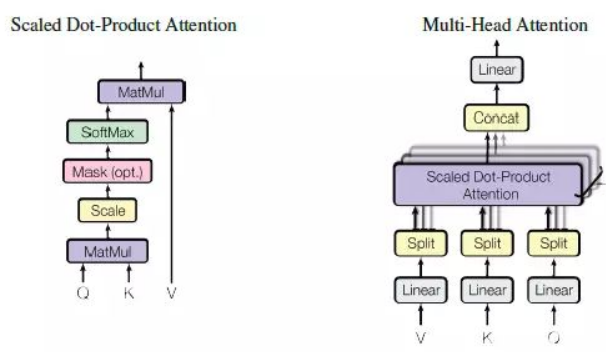 Scaled Dot-Product Attention
MatMul
SoftMax
Mask (opt.)
Scale
MatMul
Q K V
Multi-Head Attention
Linear
Concat
Scaled Dot-Product
Attention
Split Split Split
Linear Linear Linear
V K Q